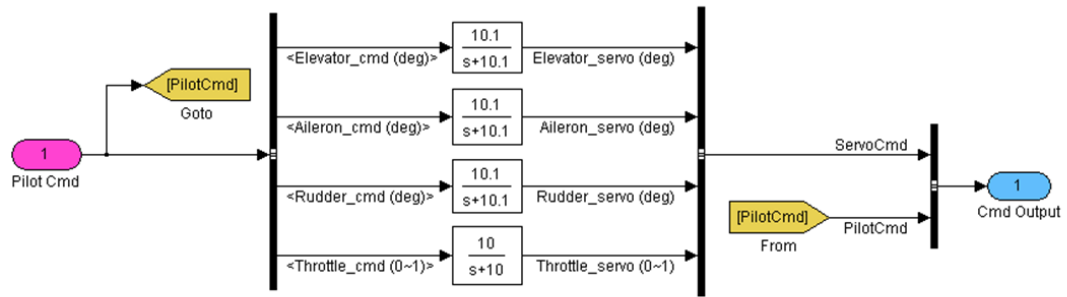 [PilotCmd]
Goto
1
Pilot Cmd
<Elevator_cmd (deg)>
10.1
s+10.1
Elevator_servo (deg)
<Aileron_cmd (deg)>
10.1
s+10.1
Aileron_servo (deg)
<Rudder_cmd (deg)>
10.1
s+10.1
Rudder_servo (deg)
<Throttle_cmd (0~1)>
10
s+10
Throttle_servo (0~1)
ServoCmd
[PilotCmd]
From
PilotCmd
1
Cmd Output